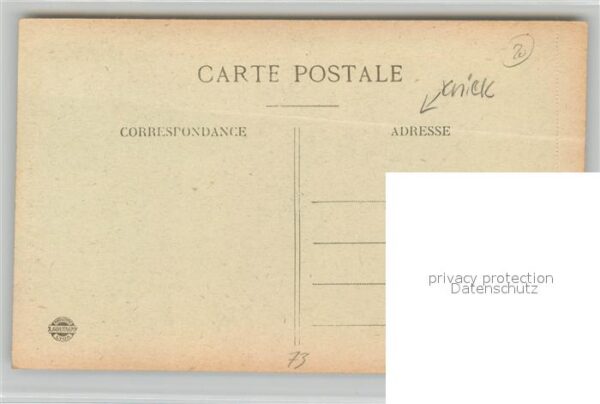 20
CARTE POSTALE
knick
CORRESPONDANCE
ADRESSE
privacy protection
Datenschutz
73